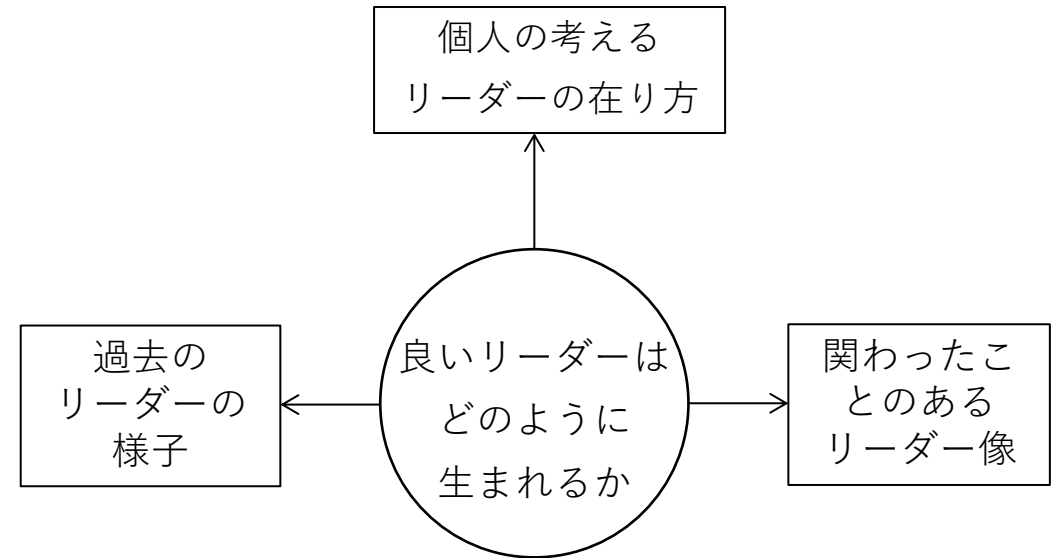 個人の考える
リーダーの在り方
過去の
リーダーの
様子
良いリーダーは
どのように
生まれるか
関わったこ
とのある
リーダー像